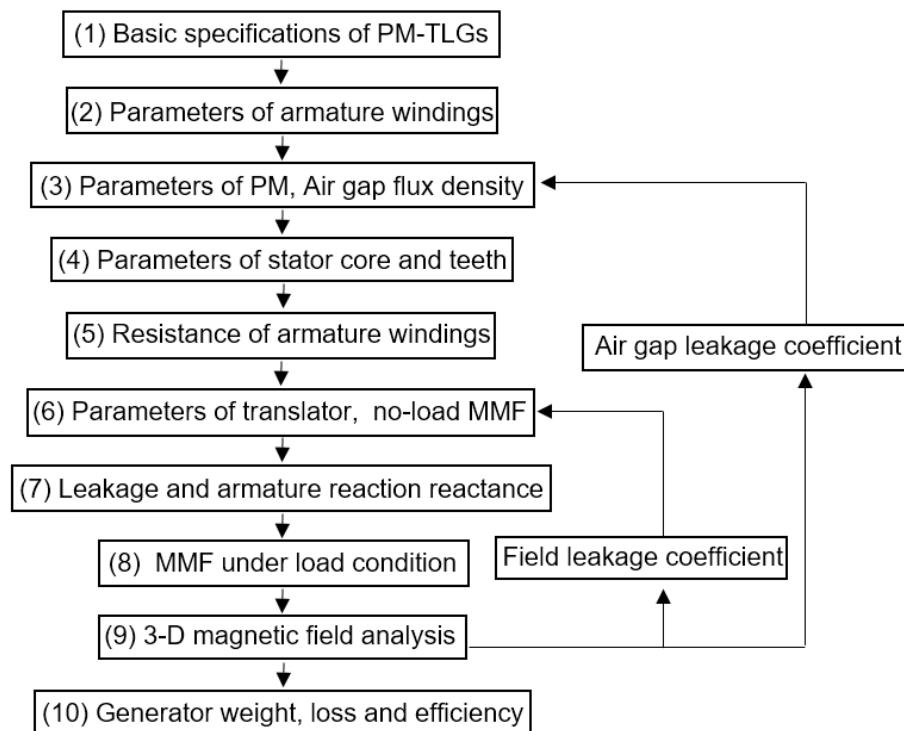 (1) Basic specifications of PM-TLGs
(2) Parameters of armature windings
(3) Parameters of PM, Air gap flux density
(4) Parameters of stator core and teeth
(5) Resistance of armature windings
Air gap leakage coefficient
(6) Parameters of translator, no-load MMF
(7) Leakage and armature reaction reactance
(8) MMF under load condition
Field leakage coefficient
(9) 3-D magnetic field analysis
(10) Generator weight, loss and efficiency